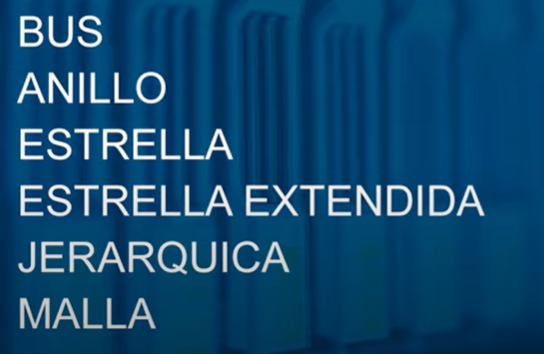 BUS
ANILLO
ESTRELLA
ESTRELLA EXTENDIDA
JERARQUICA
MALLA